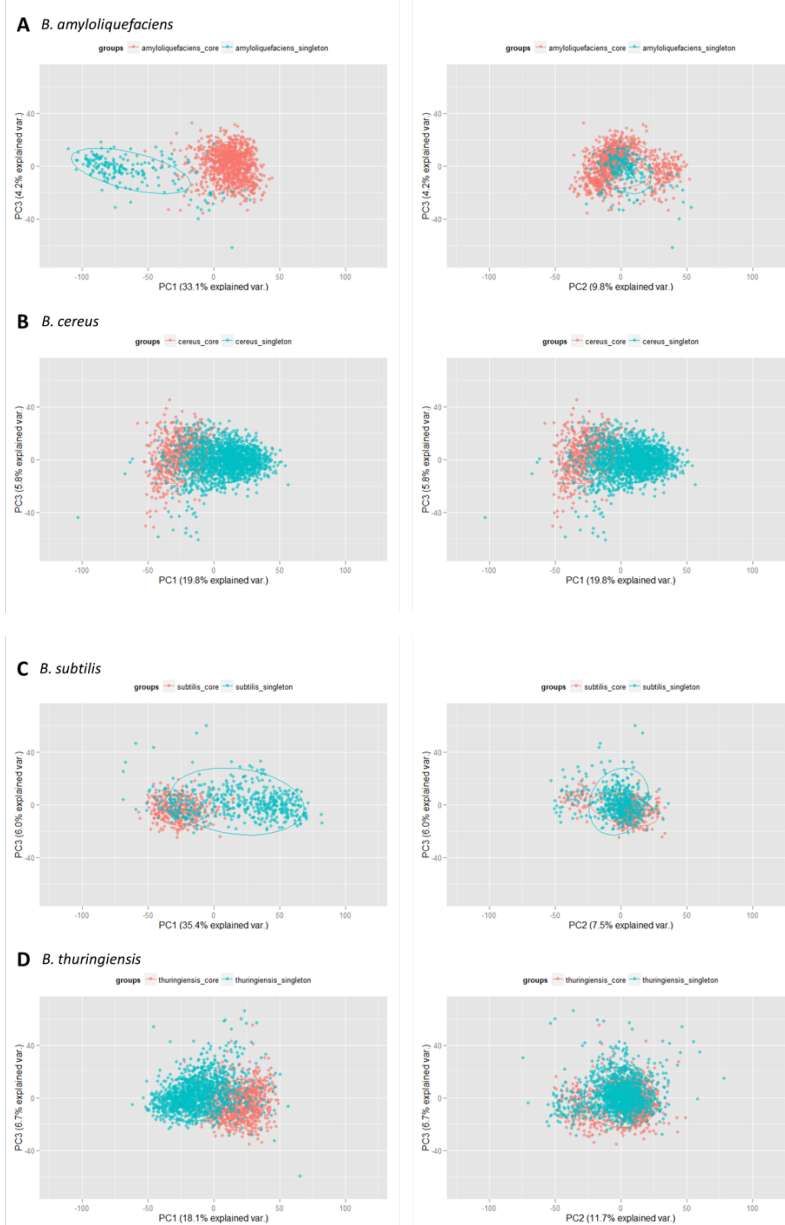 A B. amyloliquefaciens
groups amyloliquefaciens_core amyloliquefaciens_singleton
groups amyloliquefaciens_core amyloliquefaciens_singleton
PC3 (4.2% explained var.)
40
0
-40
-100 -50 0 50 100
PC1 (33.1% explained var.)
PC3 (4.2% explained var.)
40
0
-40
-100 -50 0 50 100
PC2 (9.8% explained var.)
B B. cereus
groups cereus_core cereus_singleton
groups cereus_core cereus_singleton
PC3 (5.8% explained var.)
40
0
-40
-100 -50 0 50 100
PC1 (19.8% explained var.)
PC3 (5.8% explained var.)
40
0
-40
-100 -50 0 50 100
PC1 (19.8% explained var.)
C B. subtilis
groups subtilis_core subtilis_singleton
groups subtilis_core subtilis_singleton
PC3 (6.0% explained var.)
40
0
-40
-100 -50 0 50 100
PC1 (35.4% explained var.)
PC3 (6.0% explained var.)
40
0
-40
-100 -50 0 50 100
PC2 (7.5% explained var.)
D B. thuringiensis
groups thuringiensis_core thuringiensis_singleton
groups thuringiensis_core thuringiensis_singleton
PC3 (6.7% explained var.)
40
0
-40
-100 -50 0 50 100
PC1 (18.1% explained var.)
PC3 (6.7% explained var.)
40
0
-40
-100 -50 0 50 100
PC2 (11.7% explained var.)